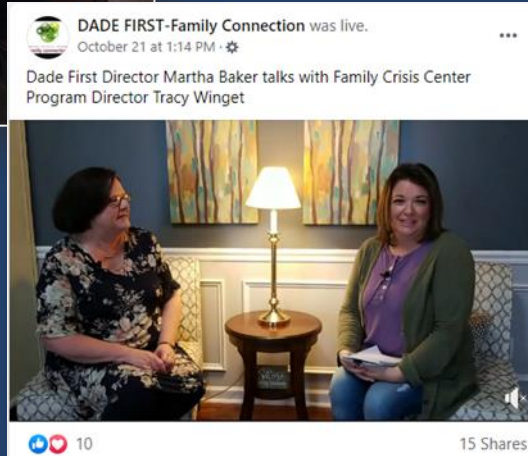 DADE FIRST-Family Connection was live.
October 21 at 1:14 PM ·
Dade First Director Martha Baker talks with Family Crisis Center
Program Director Tracy Winget
10
15 Shares